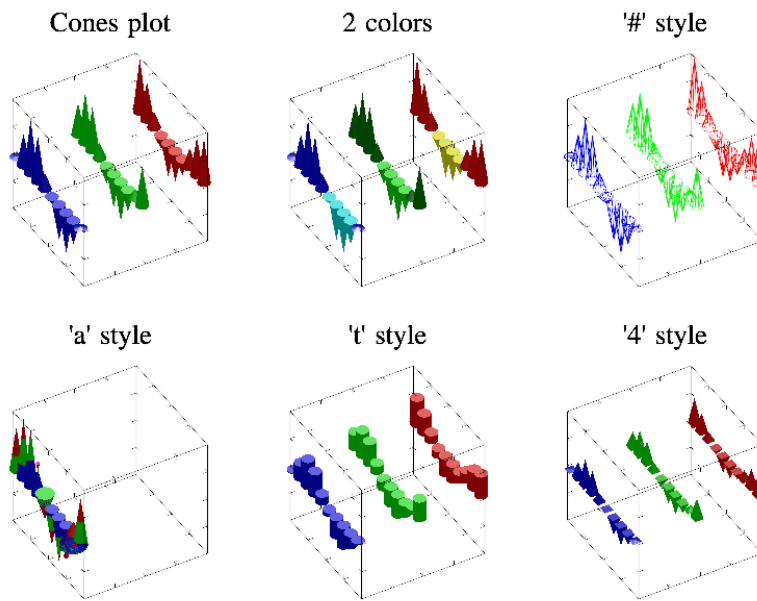 Cones plot
2 colors
'#' style
'a' style
't' style
'4' style